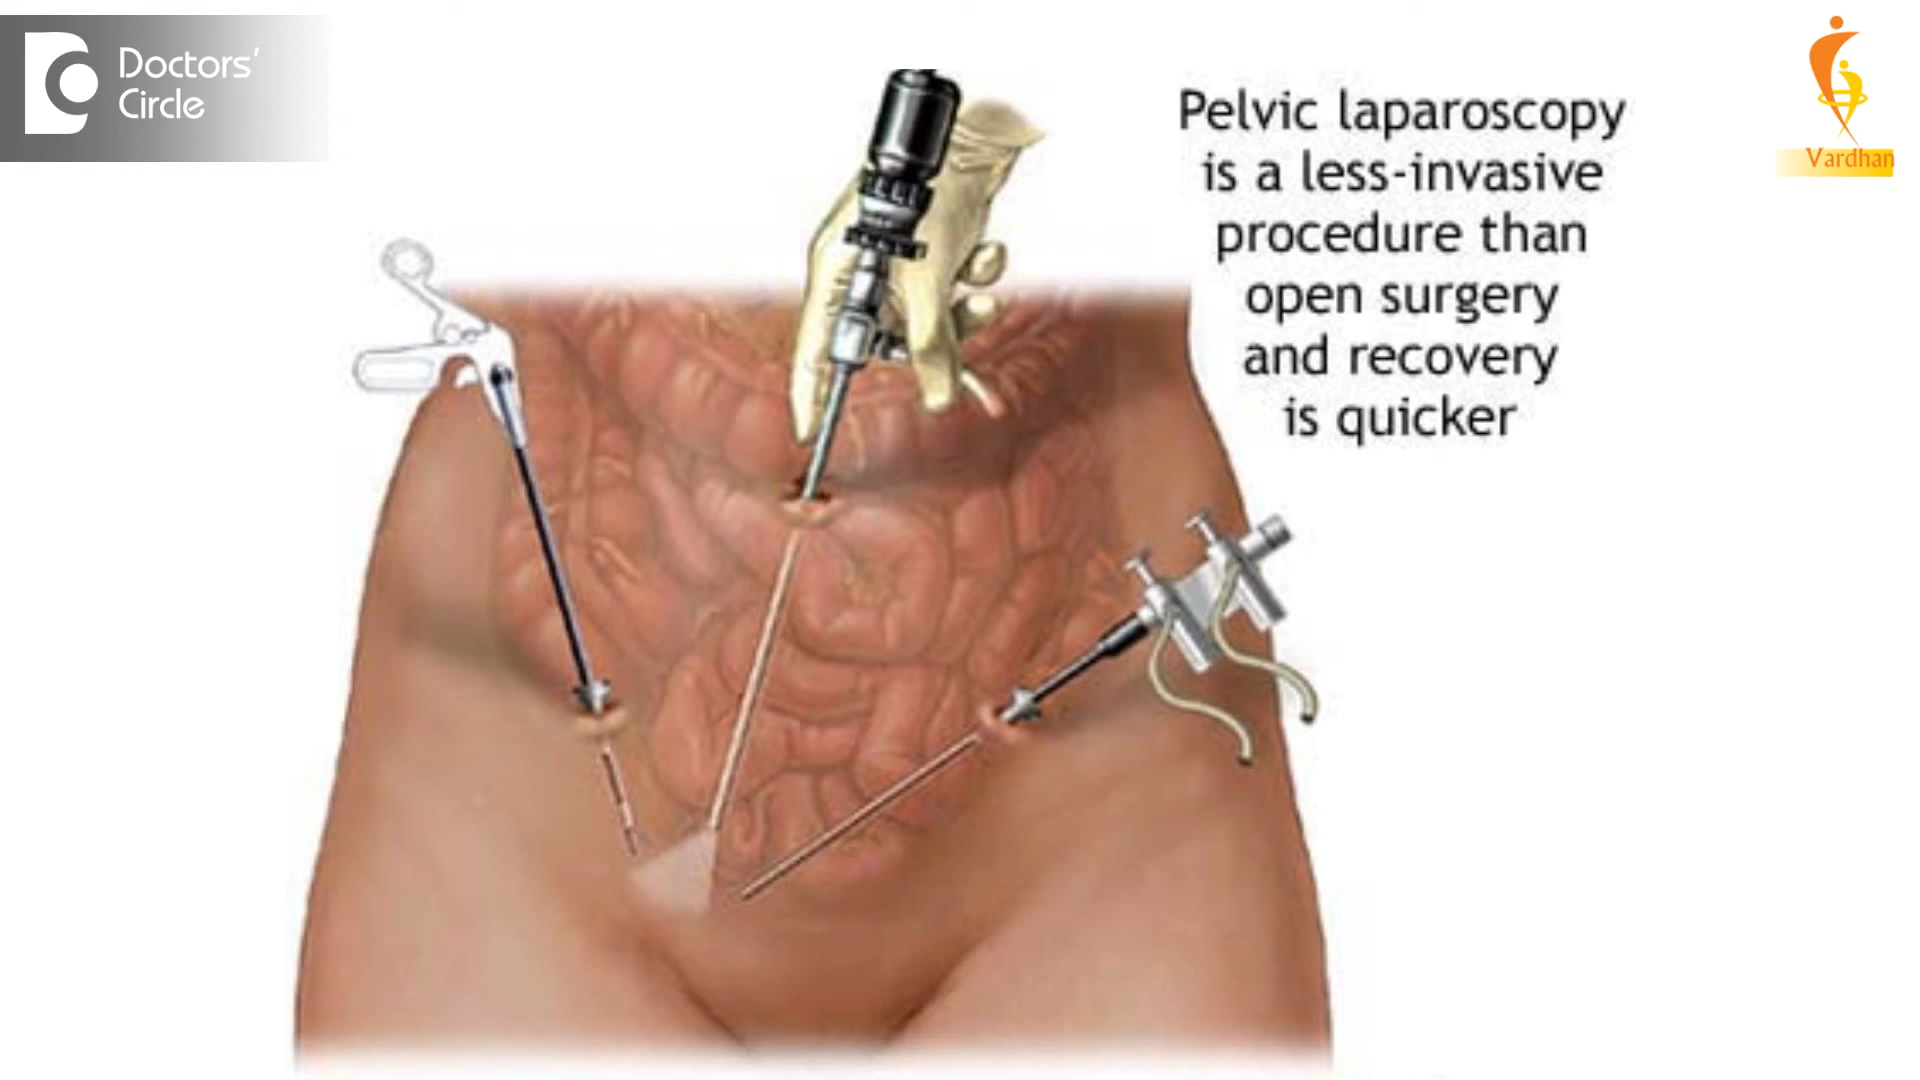 Doctors'
Circle
Pelvic laparoscopy
is a less-invasive
procedure than
open surgery
and recovery
is quicker
Vardhan